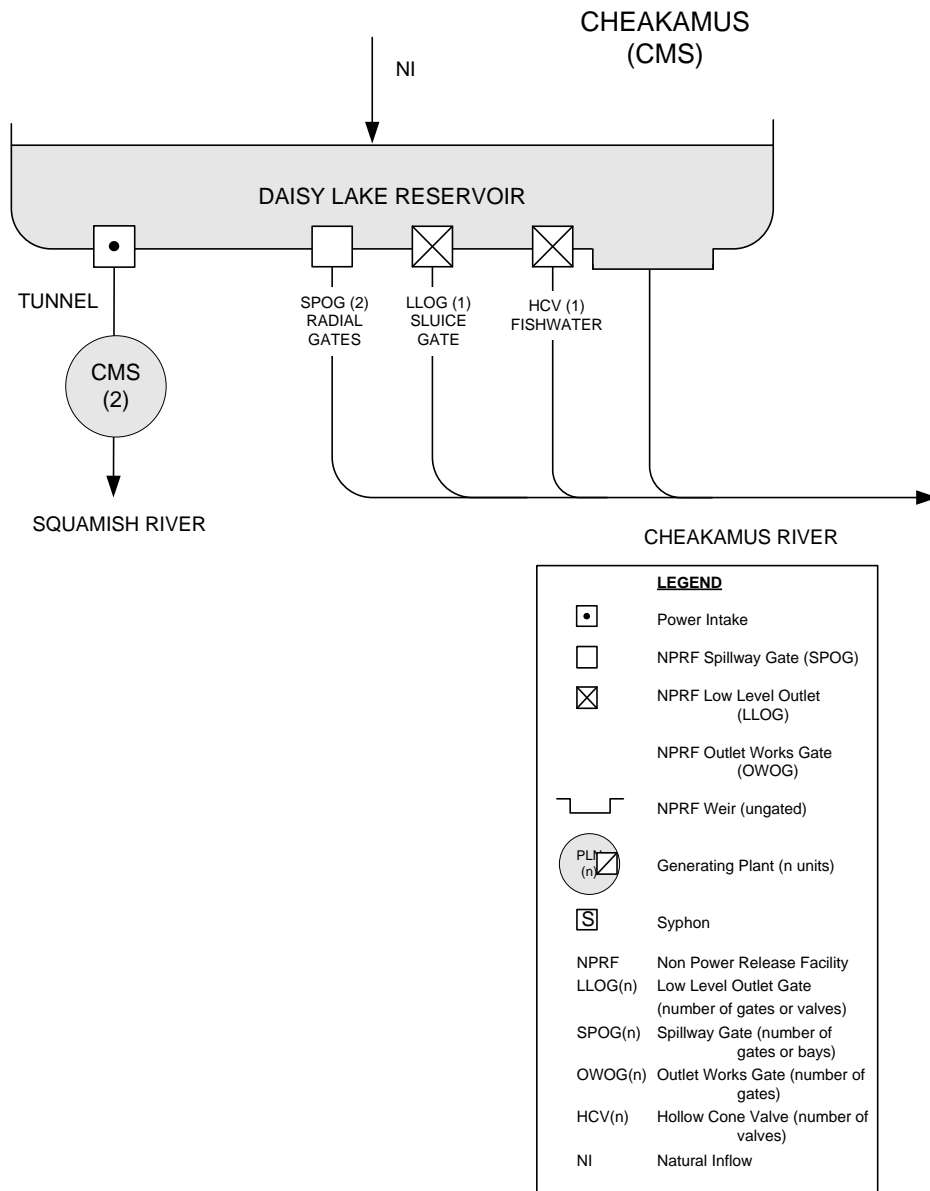 CHEAKAMUS
(CMS)
NI
DAISY LAKE RESERVOIR
TUNNEL
SPOG (2)
RADIAL
GATES
LLOG (1)
SLUICE
GATE
HCV (1)
FISHWATER
CMS
(2)
SQUAMISH RIVER
CHEAKAMUS RIVER
LEGEND
Power Intake
NPRF Spillway Gate (SPOG)
NPRF Low Level Outlet
(LLOG)
NPRF Outlet Works Gate
(OWOG)
NPRF Weir (ungated)
(n)
Generating Plant (n units)
S Syphon
NPRF Non Power Release Facility
LLOG(n) Low Level Outlet Gate
(number of gates or valves)
SPOG(n) Spillway Gate (number of
gates or bays)
OWOG(n) Outlet Works Gate (number of
gates)
HCV(n) Hollow Cone Valve (number of
valves)
NI Natural Inflow